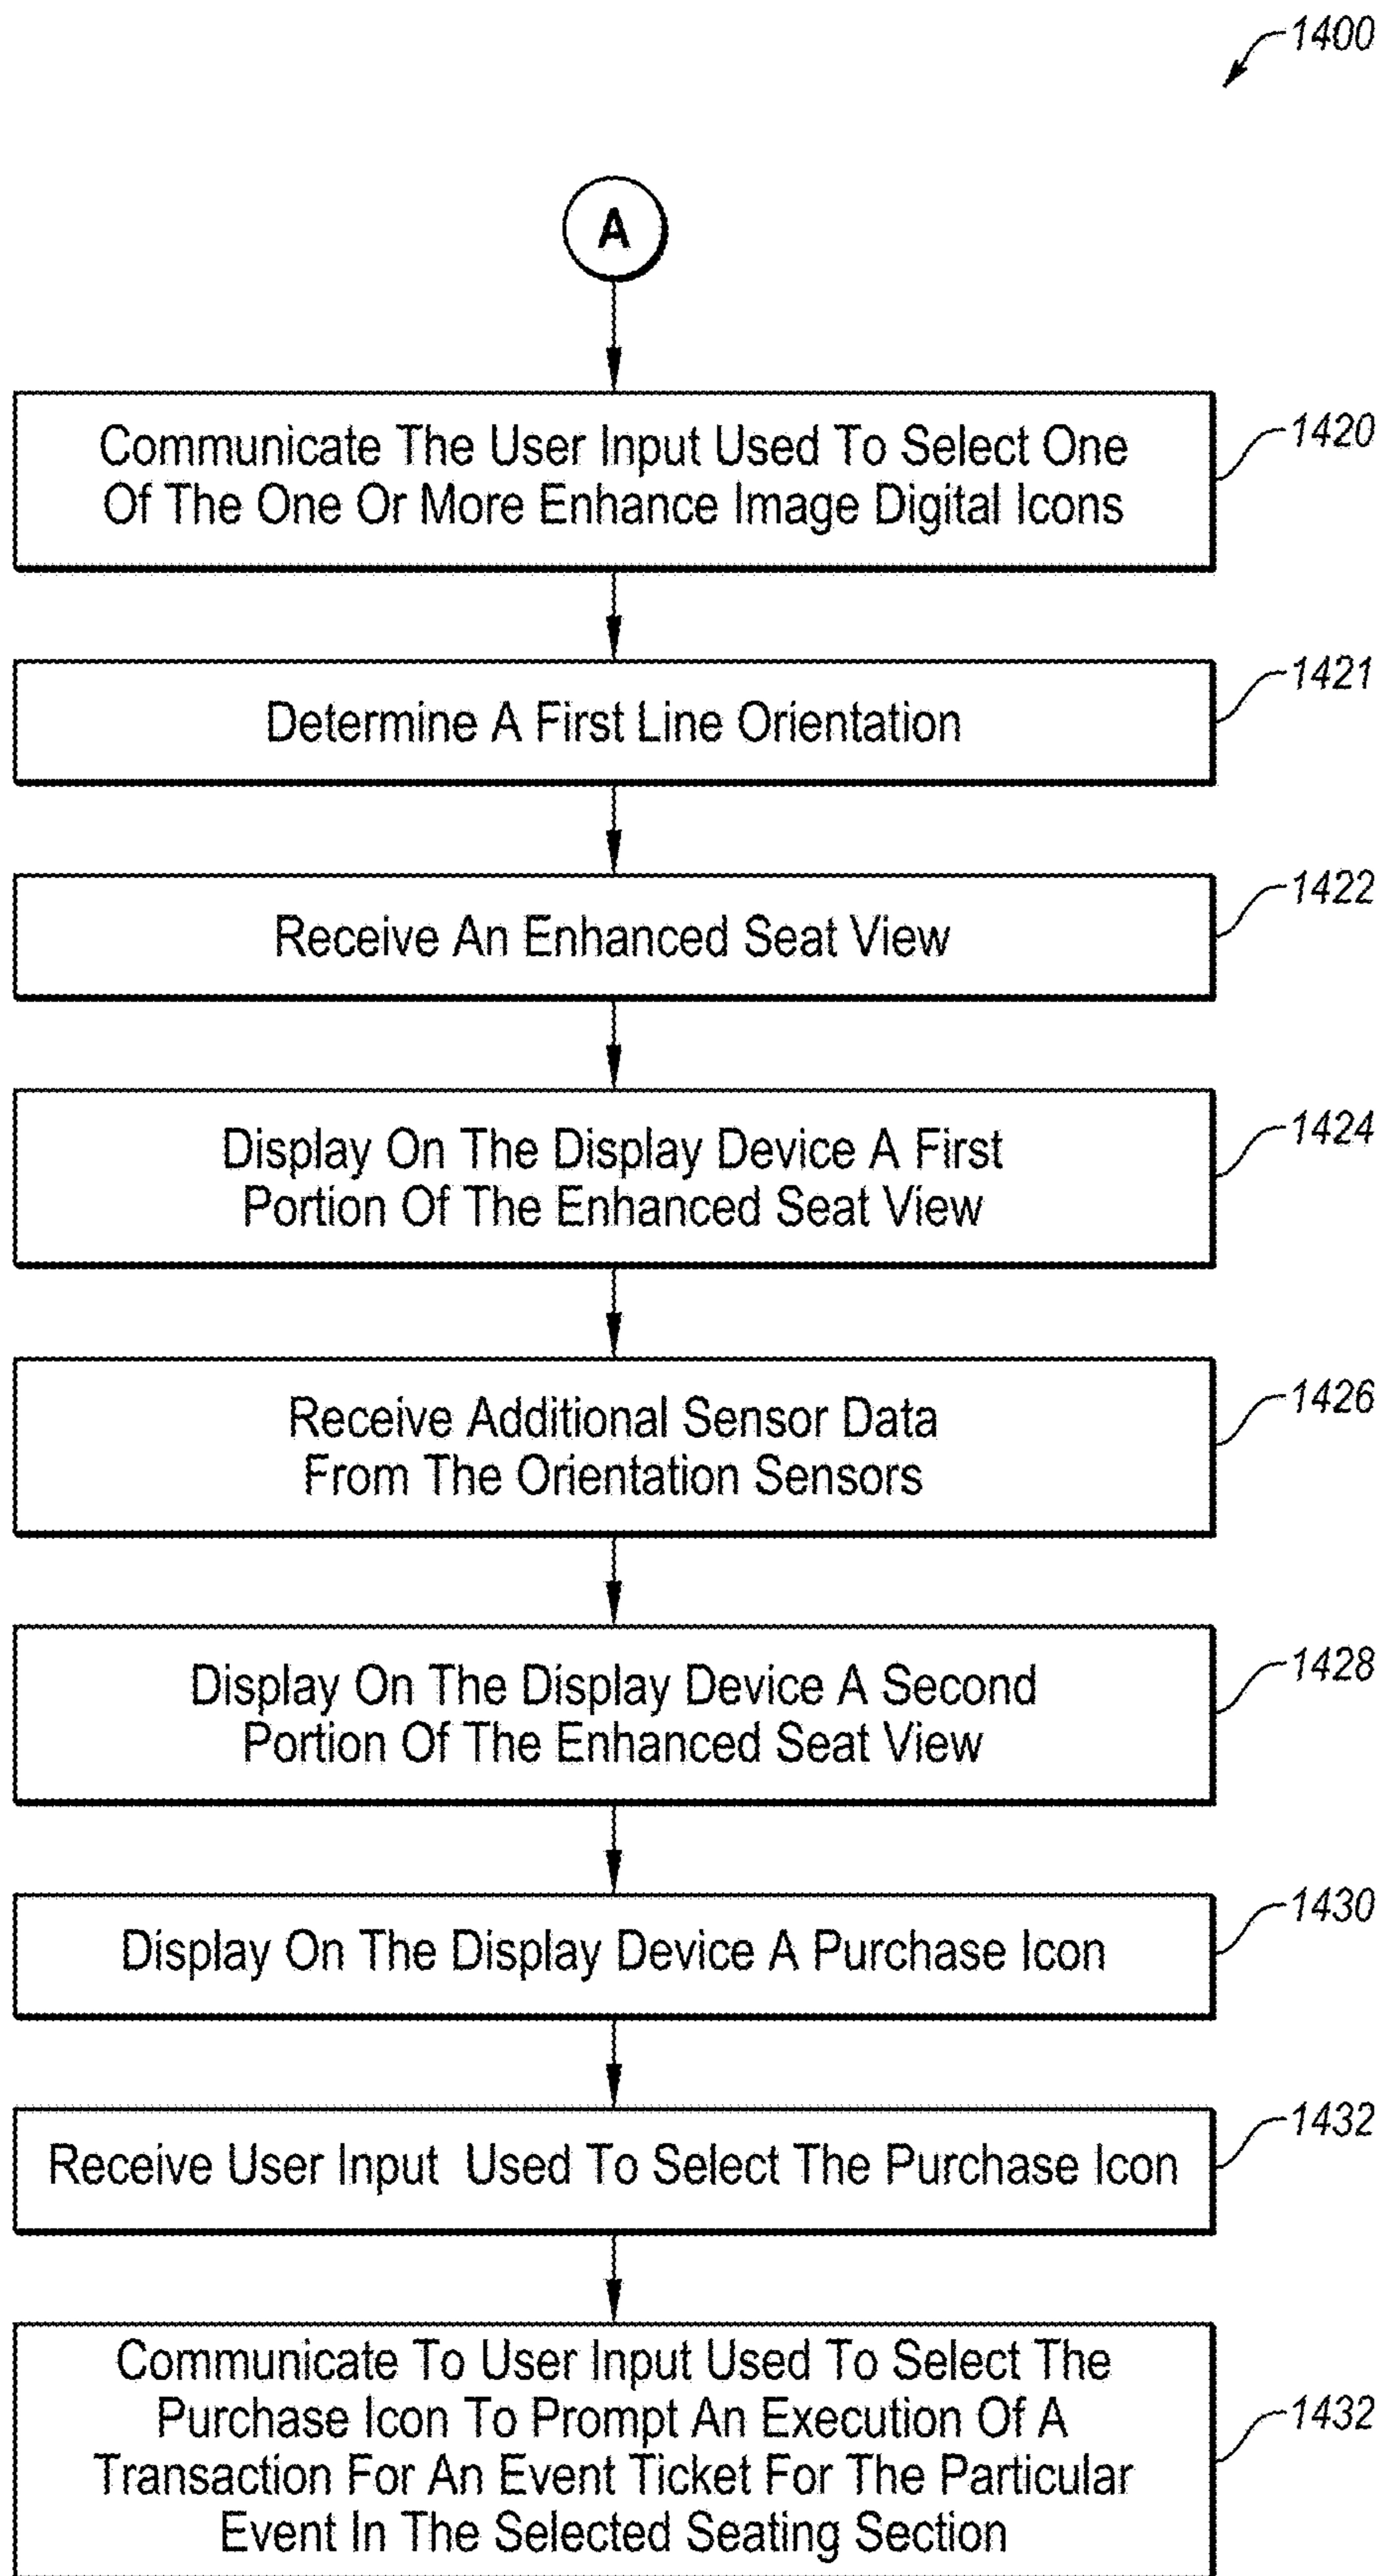 1400
A
Communicate The User Input Used To Select One
Of The One Or More Enhance Image Digital Icons
1420
Determine A First Line Orientation
1421
Receive An Enhanced Seat View
1422
Display On The Display Device A First
Portion Of The Enhanced Seat View
1424
Receive Additional Sensor Data
From The Orientation Sensors
1426
Display On The Display Device A Second
Portion Of The Enhanced Seat View
1428
Display On The Display Device A Purchase Icon
1430
Receive User Input Used To Select The Purchase Icon
1432
Communicate To User Input Used To Select The
Purchase Icon To Prompt An Execution Of A
Transaction For An Event Ticket For The Particular
Event In The Selected Seating Section
1432